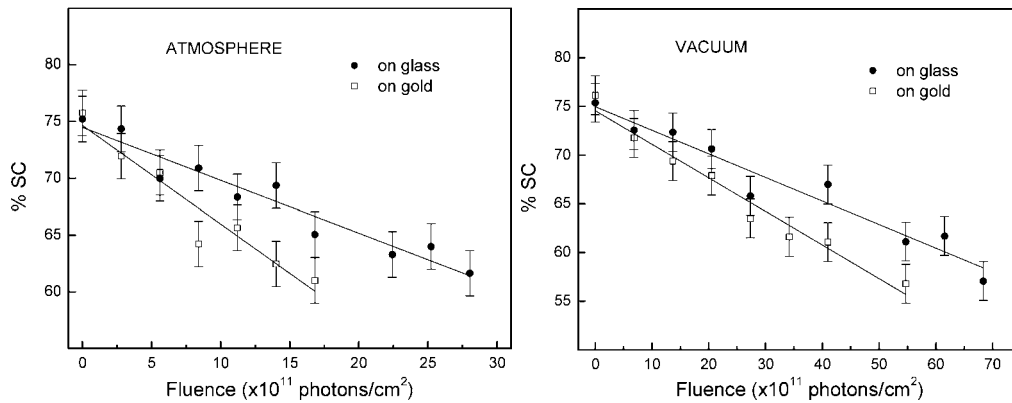 ATMOSPHERE
on glass
on gold
80
75
70
65
60
% SC
0
5
10
15
20
25
30
Fluence (x10¹¹ photons/cm²)
VACUUM
on glass
on gold
80
75
70
65
60
55
% SC
0
10
20
30
40
50
60
70
Fluence (x10¹¹ photons/cm²)